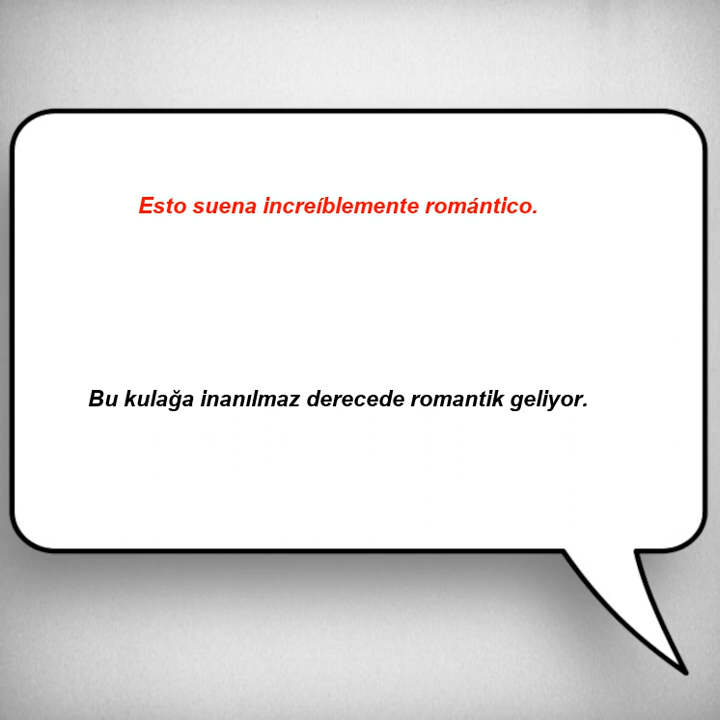 Esto suena increíblemente romántico.
Bu kulağa inanılmaz derecede romantik geliyor.